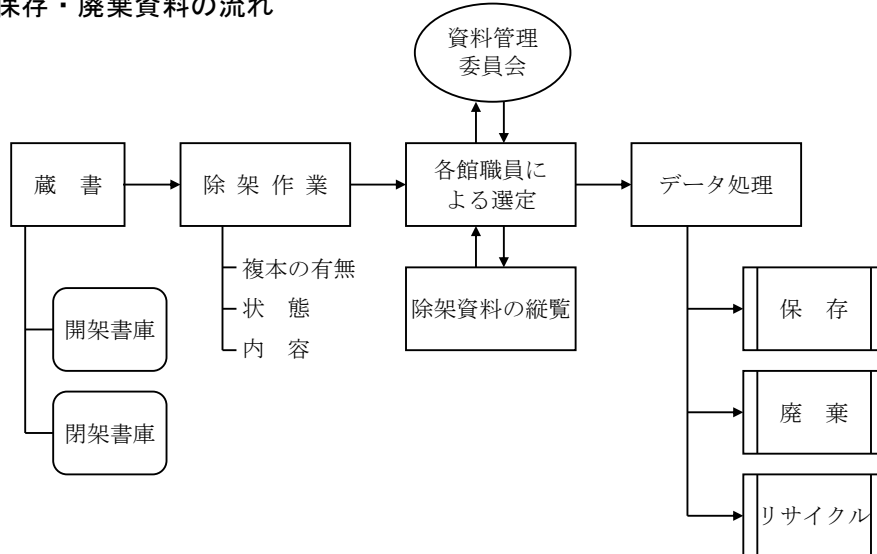 保存・廃棄資料の流れ
資料管理
委員会
蔵 書
除 架 作 業
各館職員に
よる選定
データ処理
複本の有無
状 態
内 容
除架資料の縦覧
開架書庫
閉架書庫
保 存
廃 棄
リサイクル